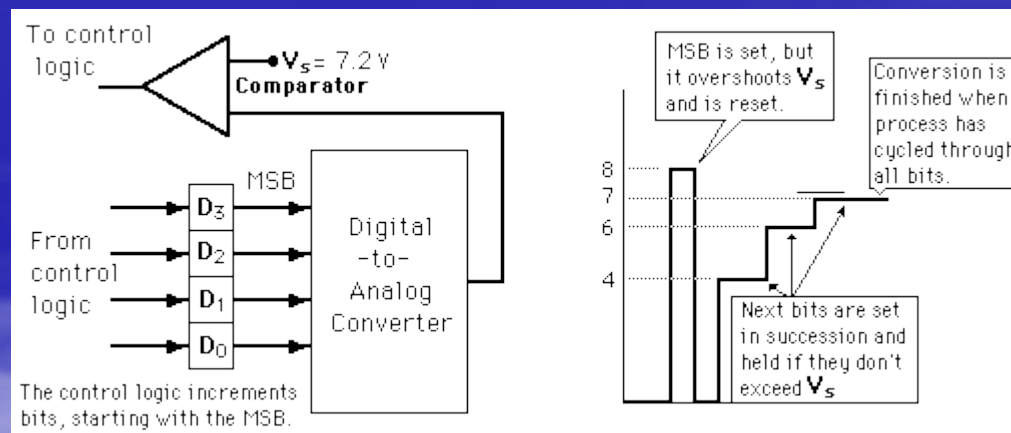 To control
logic
Vs= 7.2 V
Comparator
MSB
D3
D2
D1
D0
From
control
logic
Digital
-to-
Analog
Converter
The control logic increments
bits, starting with the MSB.
MSB is set, but
it overshoots Vs
and is reset.
Conversion is
finished when
process has
cycled through
all bits.
8
7
6
4
Next bits are set
in succession and
held if they don't
exceed Vs